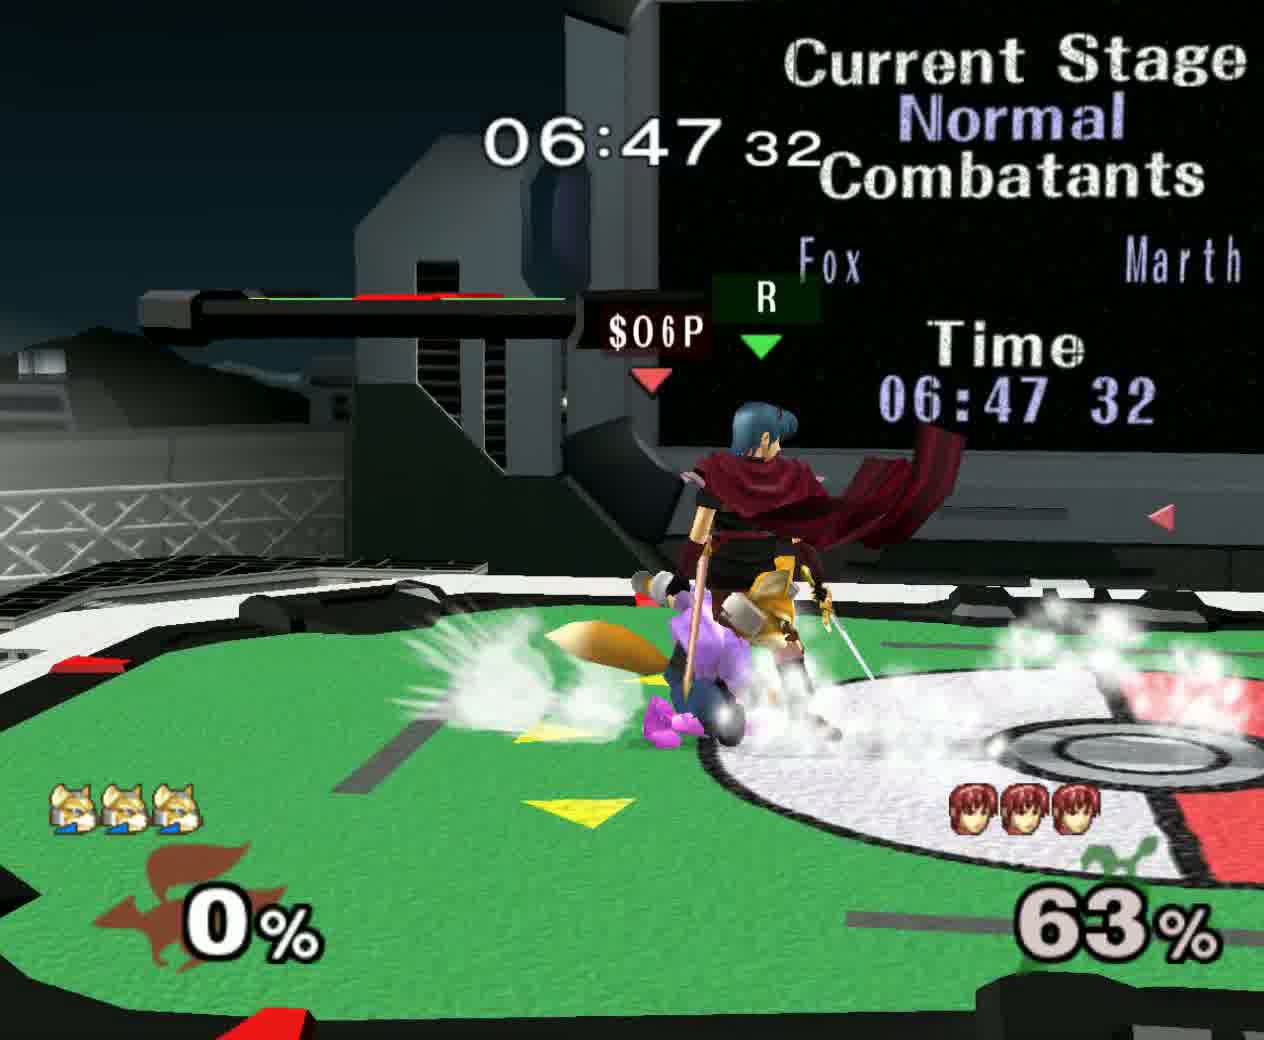 Current Stage
Normal
06:47 32
Combatants
Fox Marth
R
$06P
Time
06:47 32
0%
63%